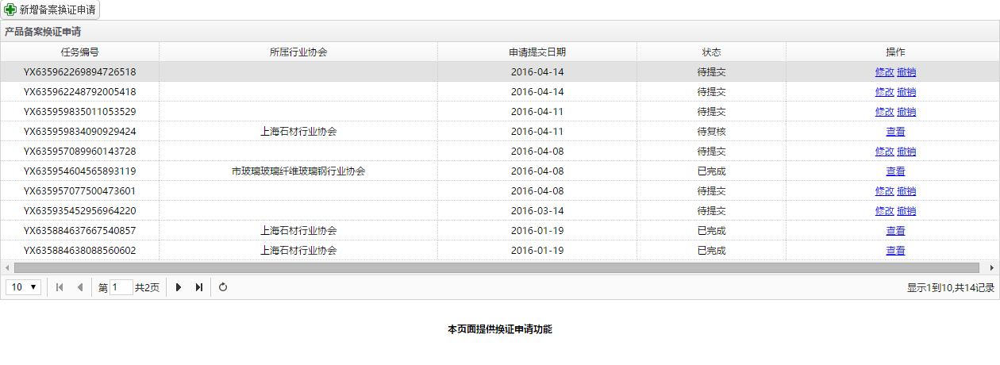 新增备案换证申请
产品备案换证申请
任务编号 所属行业协会 申请提交日期 状态 操作
YX635962269894726518 2016-04-14 待提交 修改 撤销
YX635962248792005418 2016-04-14 待提交 修改 撤销
YX635959835011053529 2016-04-11 待提交 修改 撤销
YX635959834090929424 上海石材行业协会 2016-04-11 待复核 查看
YX635957089960143728 2016-04-08 待提交 修改 撤销
YX635954604565893119 市玻璃玻璃纤维玻璃钢行业协会 2016-04-08 已完成 查看
YX635957077500473601 2016-04-08 待提交 修改 撤销
YX635935452956964220 2016-03-14 待提交 修改 撤销
YX635884637667540857 上海石材行业协会 2016-01-19 已完成 查看
YX635884638088560602 上海石材行业协会 2016-01-19 已完成 查看
10 第 1 共2页 显示1到10,共14记录
本页面提供换证申请功能